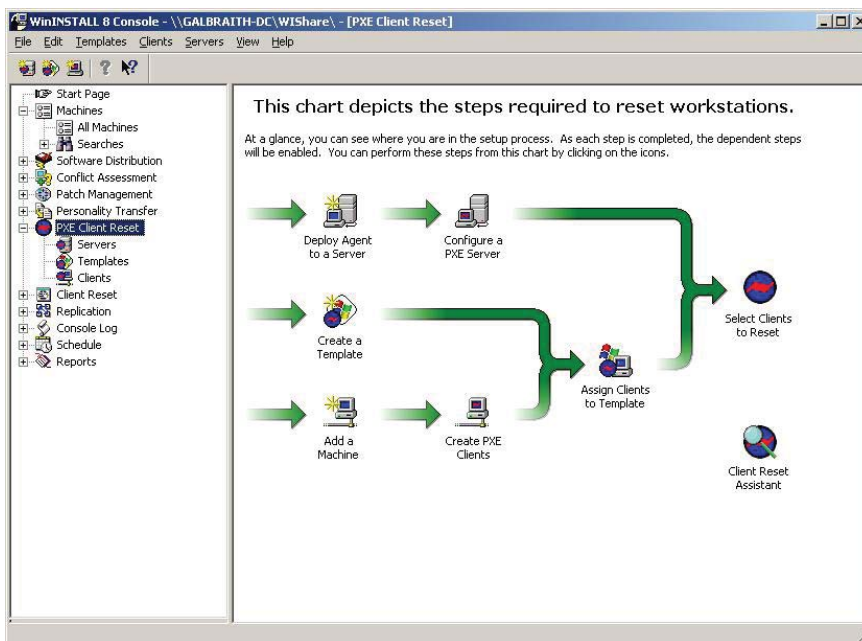 WinINSTALL 8 Console - \\GALBRAITH-DC\WIShare\ - [PXE Client Reset]
File Edit Templates Clients Servers View Help
Start Page
Machines
All Machines
Searches
Software Distribution
Conflict Assessment
Patch Management
Personality Transfer
PXE Client Reset
Servers
Templates
Clients
Client Reset
Replication
Console Log
Schedule
Reports
This chart depicts the steps required to reset workstations.
At a glance, you can see where you are in the setup process. As each step is completed, the dependent steps
will be enabled. You can perform these steps from this chart by clicking on the icons.
Deploy Agent
to a Server
Configure a
PXE Server
Select Clients
to Reset
Create a
Template
Assign Clients
to Template
Add a
Machine
Create PXE
Clients
Client Reset
Assistant